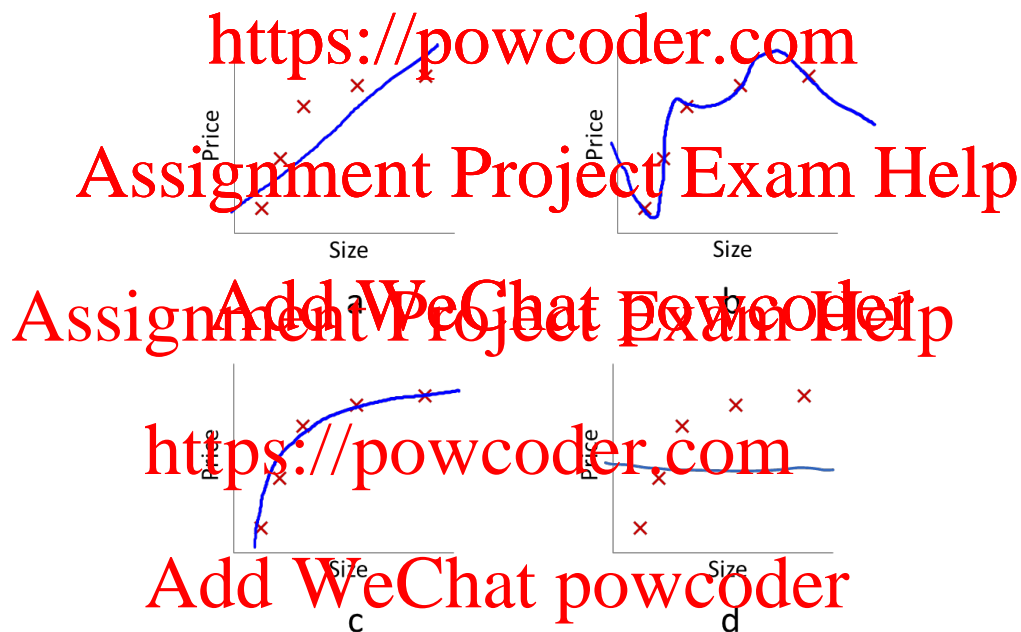 https://powcoder.com
Price
Price
Assignment Project Exam Help
Size
Size
a
b
Add WeChat powcoder
Assignment Project Exam Help
Price
Price
https://powcoder.com
Size
Size
Add WeChat powcoder
c
d